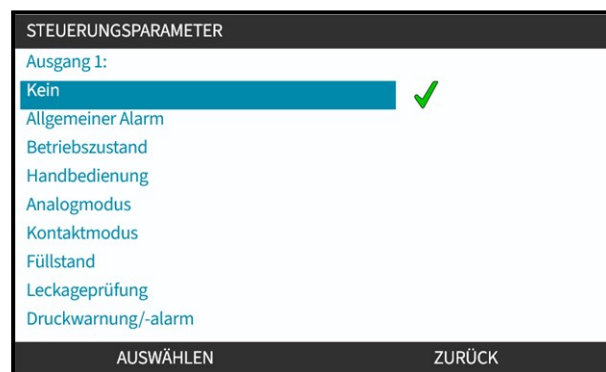 STEUERUNGSPARAMETER
Ausgang 1:
Kein
Allgemeiner Alarm
Betriebszustand
Handbedienung
Analogmodus
Kontaktmodus
Füllstand
Leckageprüfung
Druckwarnung/-alarm
AUSWÄHLEN ZURÜCK